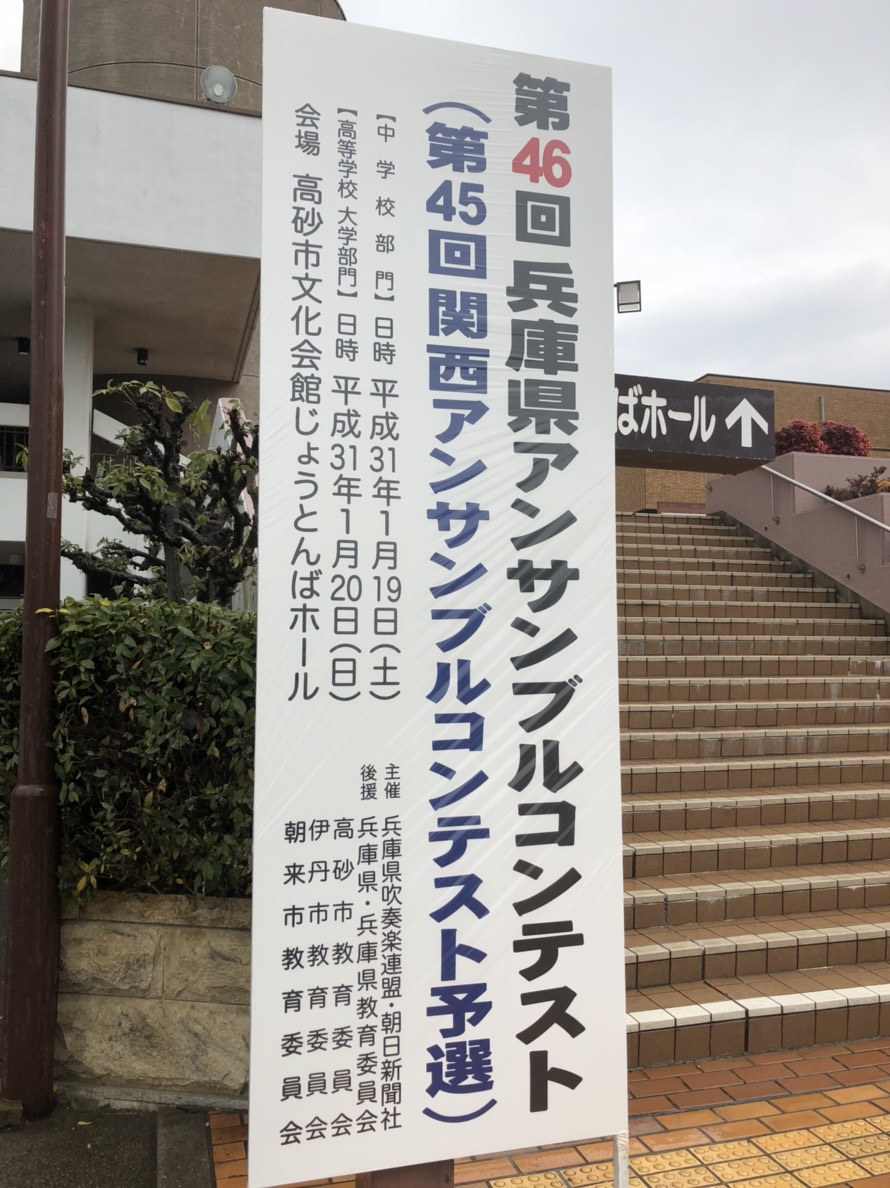 第46回 兵庫県アンサンブルコンテスト
(第45回 関西アンサンブルコンテスト予選)
【中学校部門】日時 平成31年1月19日(土)
【高等学校大学部門】日時 平成31年1月20日(日)
会場 高砂市文化会館じょうとんばホール
主催 兵庫県吹奏楽連盟・朝日新聞社
後援 兵庫県・兵庫県教育委員会
高砂市教育委員会
伊丹市教育委員会
朝来市教育委員会
ばホール ↑